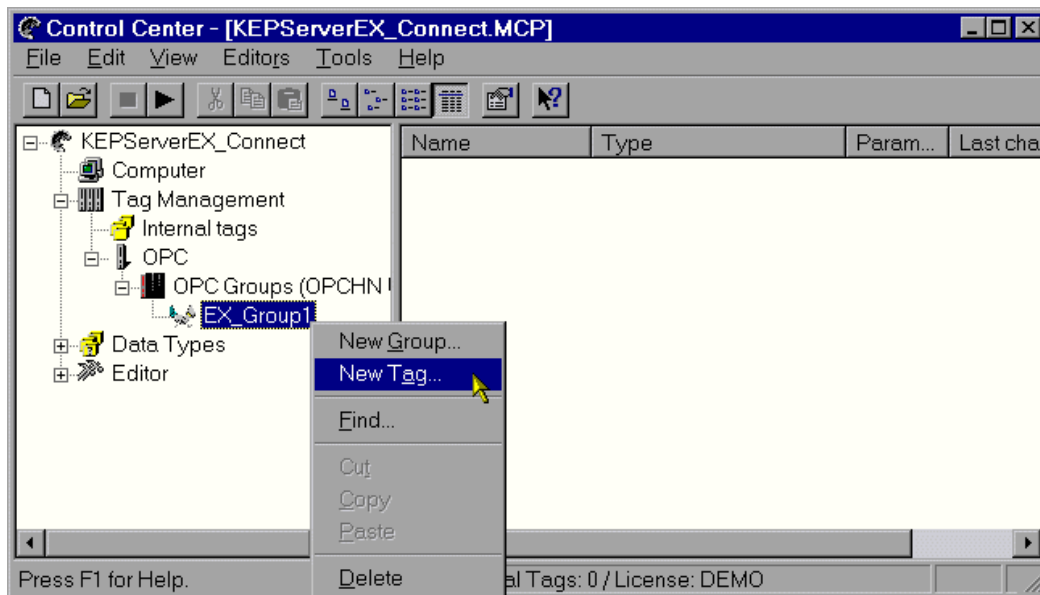 Control Center - [KEPServerEX_Connect.MCP]
File Edit View Editors Tools Help
KEPServerEX_Connect
Name Type Param... Last cha
Computer
Tag Management
Internal tags
OPC
OPC Groups (OPCHN
EX_Group1
Data Types
Editor
New Group...
New Tag...
Find...
Cut
Copy
Paste
Delete
Press F1 for Help.
al Tags: 0 / License: DEMO